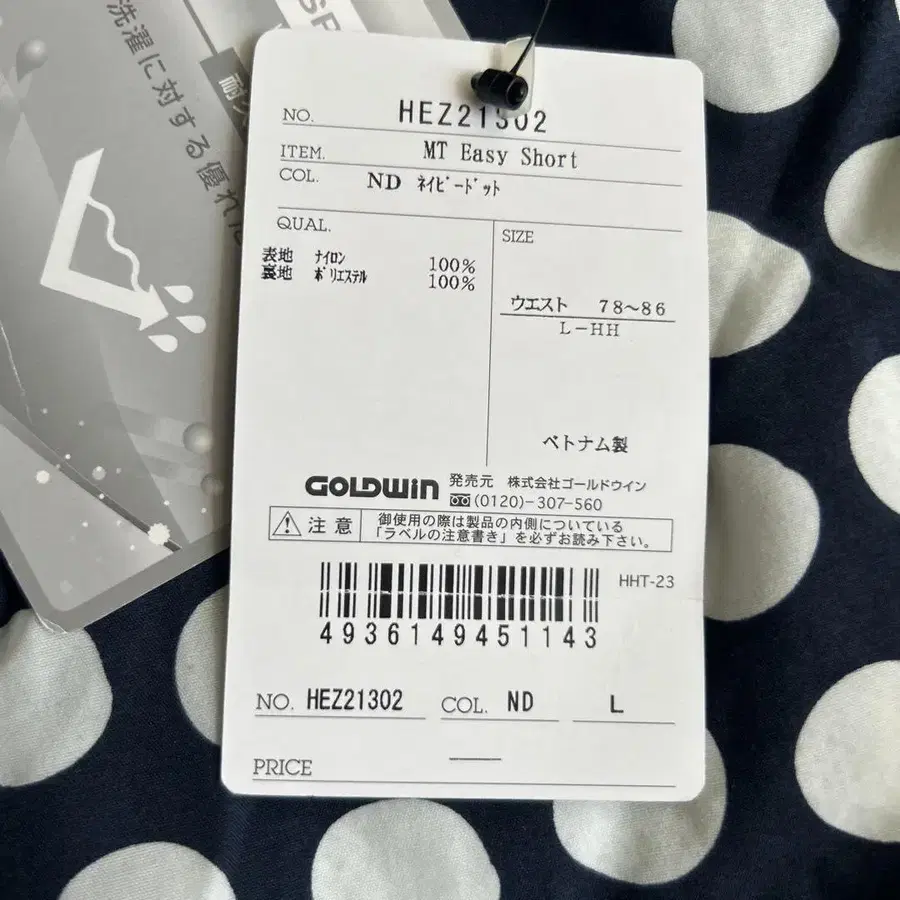 洗濯に対する優れ
耐久
NO. HEZ21302
ITEM. MT Easy Short
COL. ND ﾈｲﾋﾞｰﾄﾞｯﾄ
QUAL.
表地 ﾅｲﾛﾝ 100%
裏地 ﾎﾟﾘｴｽﾃﾙ 100%
SIZE
ウエスト 78~86
L-HH
ベトナム製
GOLDWIN 発売元 株式会社ゴールドウイン
(0120)-307-560
注意
御使用の際は製品の内側についている
「ラベルの注意書き」を必ずお読み下さい。
HHT-23
4936149451143
NO. HEZ21302 COL. ND L
PRICE —